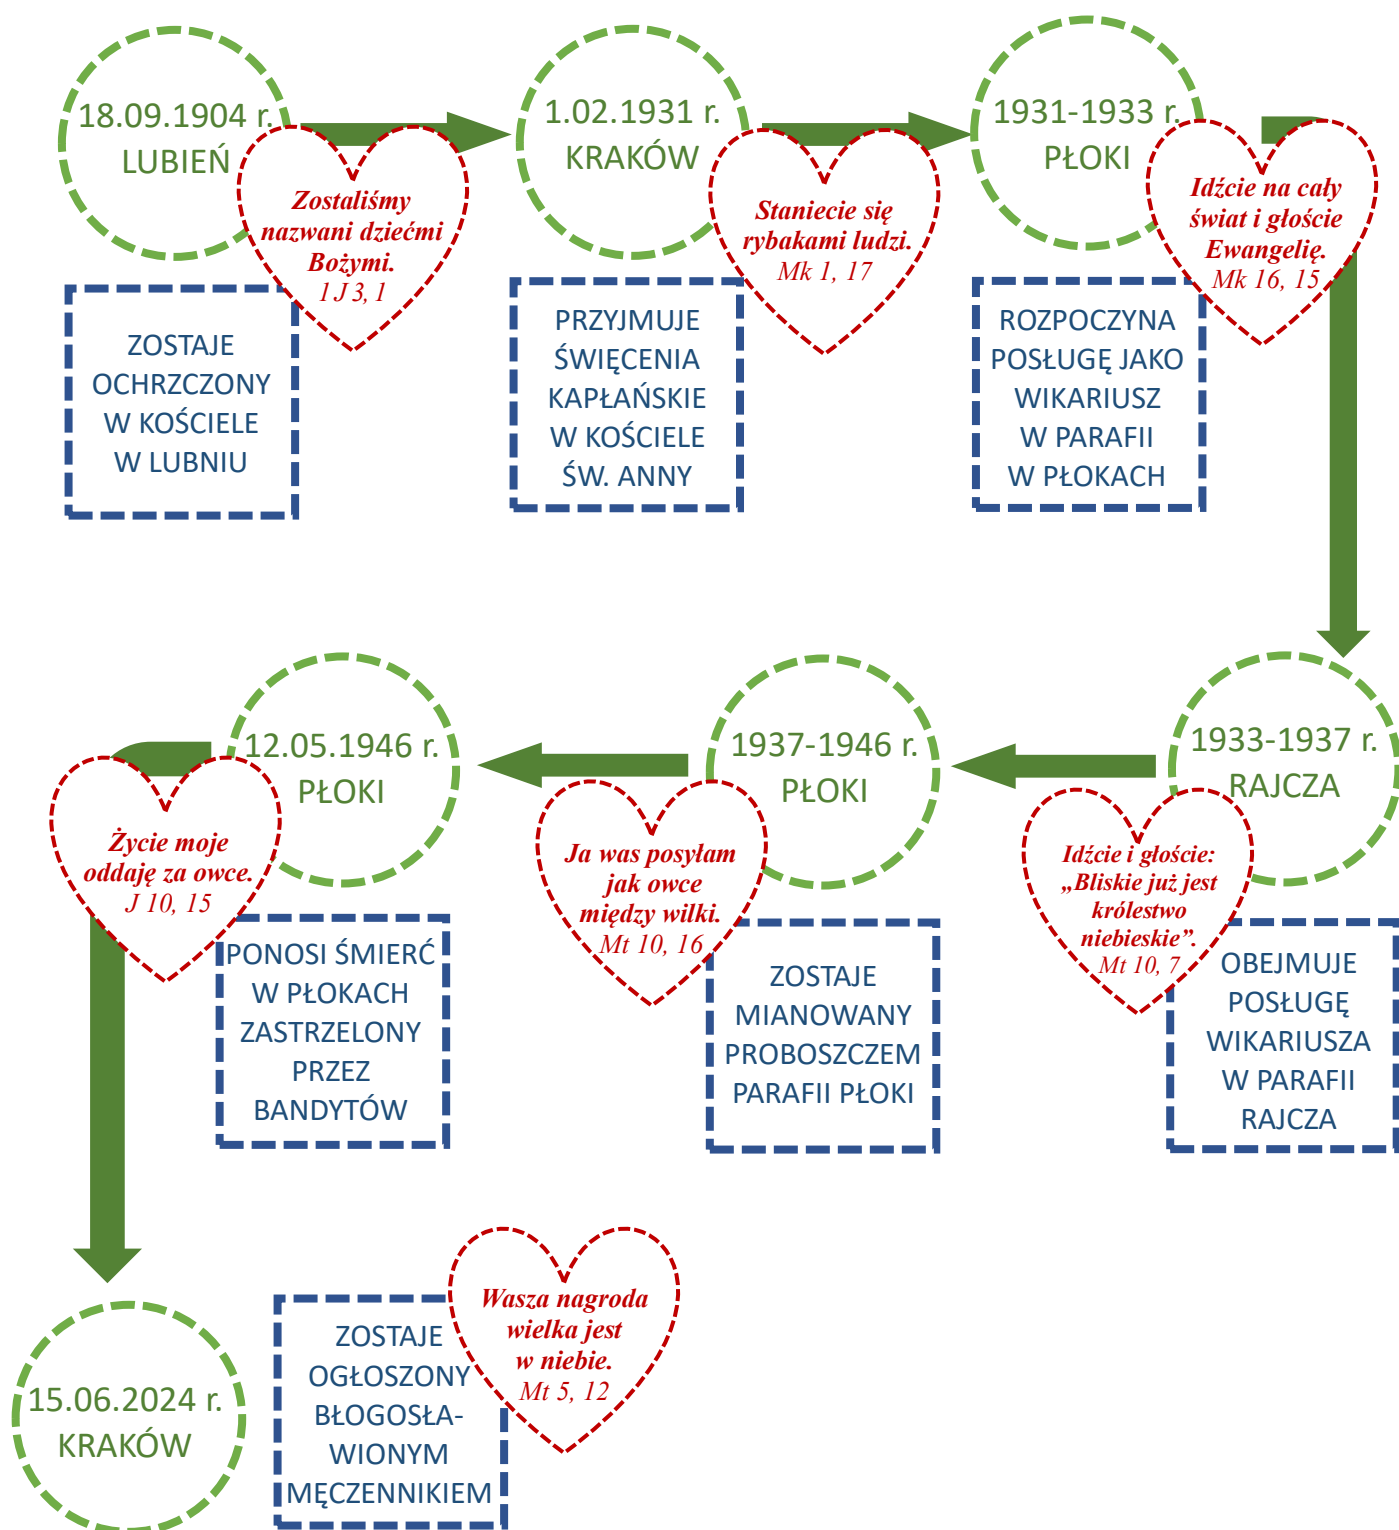 18.09.1904 r.
LUBIEŃ
Zostaliśmy
nazwani dziećmi
Bożymi.
1 J 3, 1
ZOSTAJE
OCHRZCZONY
W KOŚCIELE
W LUBNIU
1.02.1931 r.
KRAKÓW
Staniecie się
rybakami ludzi.
Mk 1, 17
PRZYJMUJE
ŚWIĘCENIA
KAPŁAŃSKIE
W KOŚCIELE
ŚW. ANNY
1931-1933 r.
PŁOKI
Idźcie na cały
świat i głoście
Ewangelię.
Mk 16, 15
ROZPOCZYNA
POSŁUGĘ JAKO
WIKARIUSZ
W PARAFII
W PŁOKACH
1933-1937 r.
RAJCZA
Idźcie i głoście:
„Bliskie już jest
królestwo
niebieskie”.
Mt 10, 7
OBEJMUJE
POSŁUGĘ
WIKARIUSZA
W PARAFII
RAJCZA
1937-1946 r.
PŁOKI
Ja was posyłam
jak owce
między wilki.
Mt 10, 16
ZOSTAJE
MIANOWANY
PROBOSZCZEM
PARAFII PŁOKI
12.05.1946 r.
PŁOKI
Życie moje
oddaję za owce.
J 10, 15
PONOSI ŚMIERĆ
W PŁOKACH
ZASTRZELONY
PRZEZ
BANDYTÓW
15.06.2024 r.
KRAKÓW
Wasza nagroda
wielka jest
w niebie.
Mt 5, 12
ZOSTAJE
OGŁOSZONY
BŁOGOSŁA-
WIONYM
MĘCZENNIKIEM